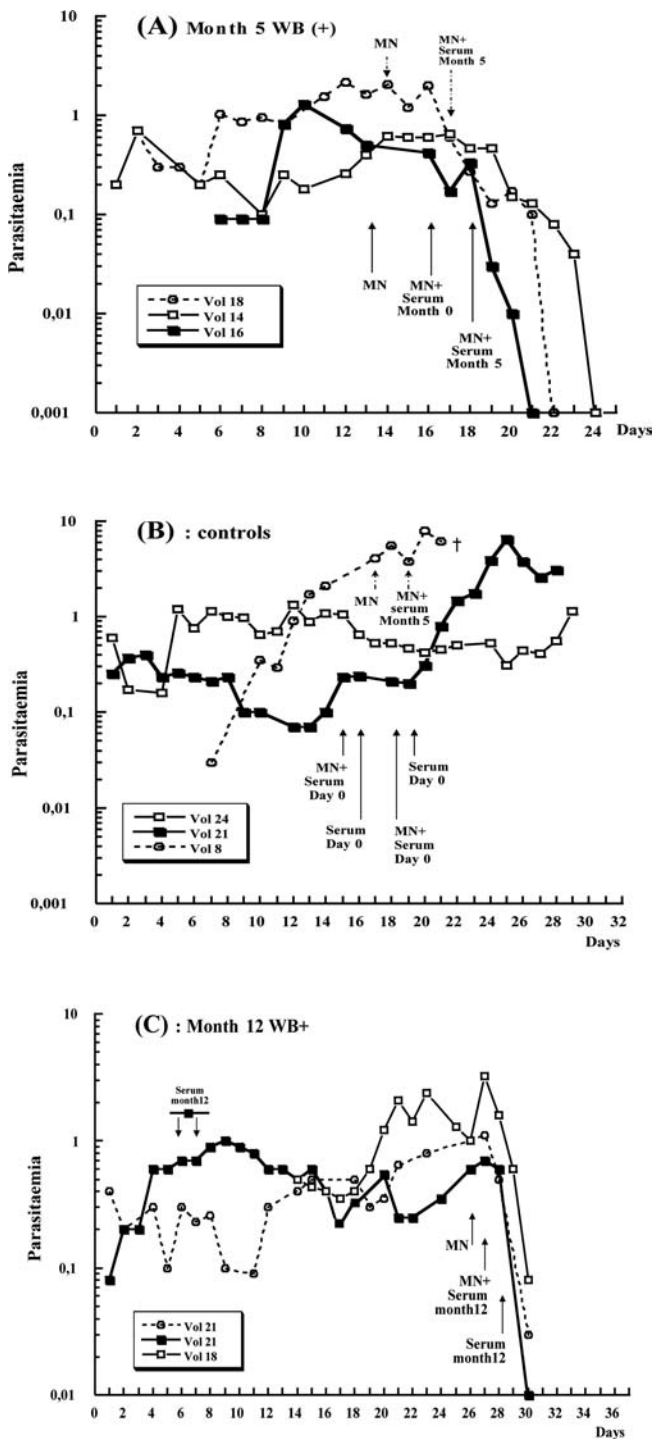 (A) Month 5 WB (+)
10
1
0,1
0,01
0,001
Parasitaemia
MN
MN+
Serum
Month 5
MN
MN+
Serum
Month 0
MN+
Serum
Month 5
Vol 18
Vol 14
Vol 16
0 2 4 6 8 10 12 14 16 18 20 22 24 Days
(B) : controls
10
1
0,1
0,01
0,001
Parasitaemia
†
MN
MN+
serum
Month 5
MN+
Serum
Day 0
Serum
Day 0
MN+
Serum
Day 0
Serum
Day 0
Vol 24
Vol 21
Vol 8
0 2 4 6 8 10 12 14 16 18 20 22 24 26 28 30 32
Days
(C) : Month 12 WB+
10
1
0,1
0,01
Parasitaemia
Serum
month12
MN
MN+
Serum
month12
Serum
month12
Vol 21
Vol 21
Vol 18
0 2 4 6 8 10 12 14 16 18 20 22 24 26 28 30 32 34 36
Days